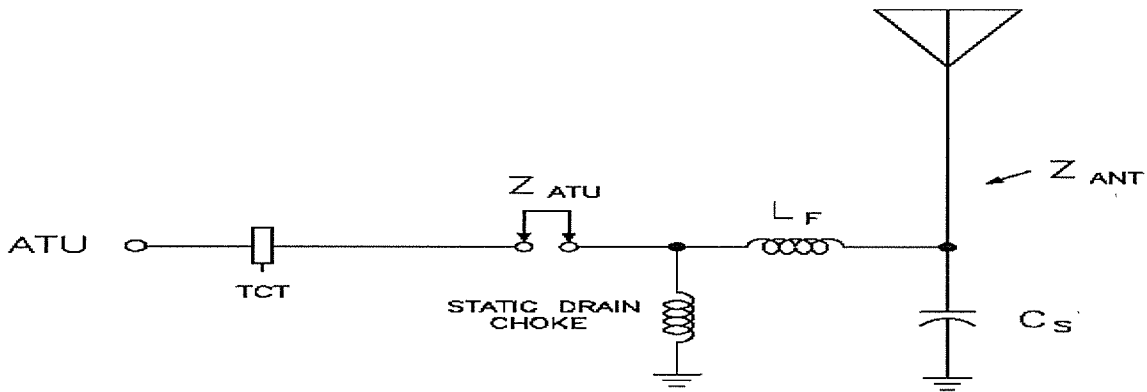 Z ANT
Z ATU
L F
ATU
TCT
STATIC DRAIN
CHOKE
C S